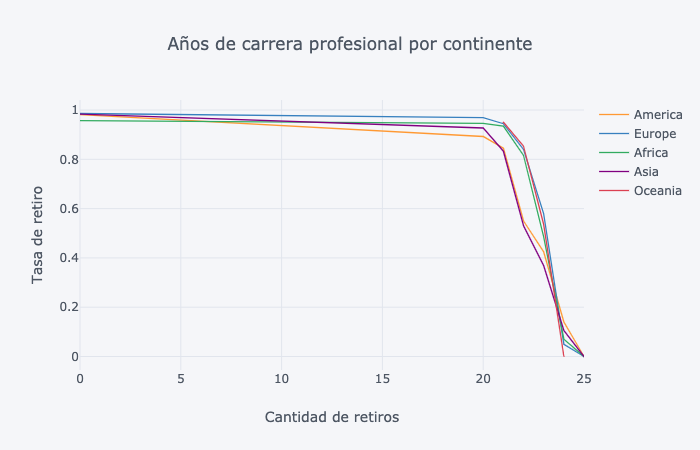 Años de carrera profesional por continente
1
0.8
0.6
0.4
0.2
0
0 5 10 15 20 25
Tasa de retiro
Cantidad de retiros
America
Europe
Africa
Asia
Oceania